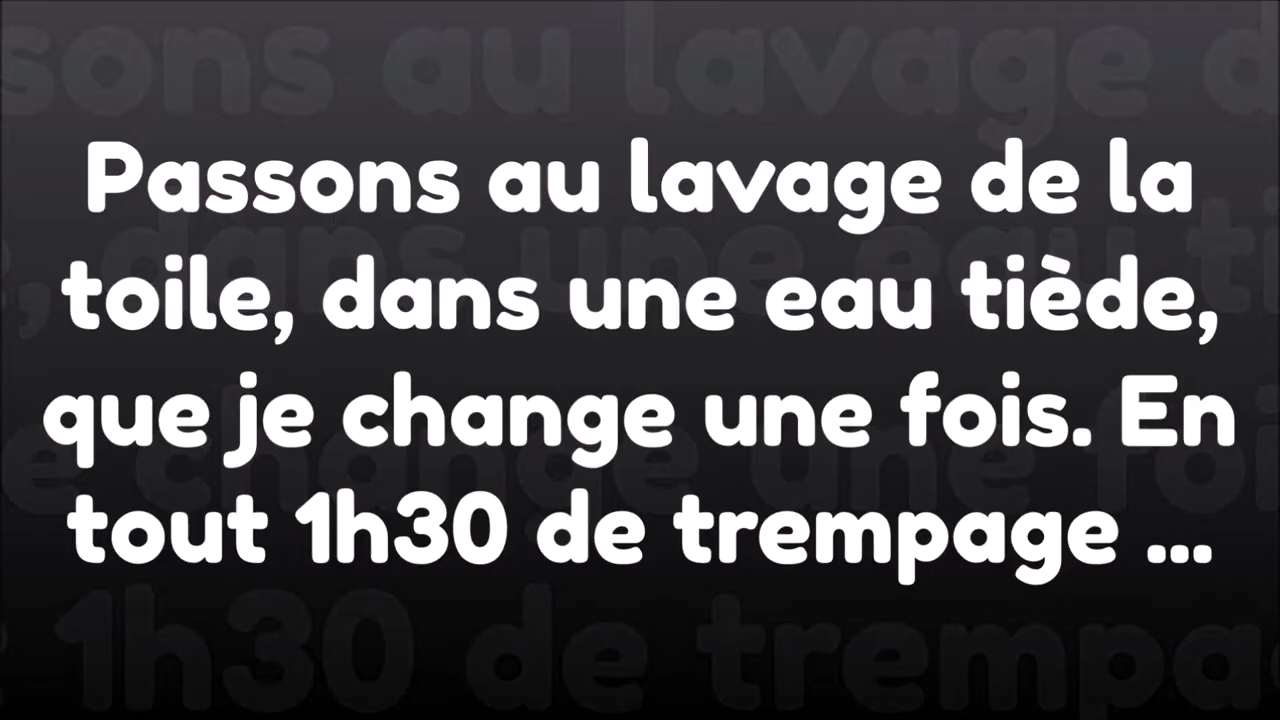 Passons au lavage de la
toile, dans une eau tiède,
que je change une fois. En
tout 1h30 de trempage ...